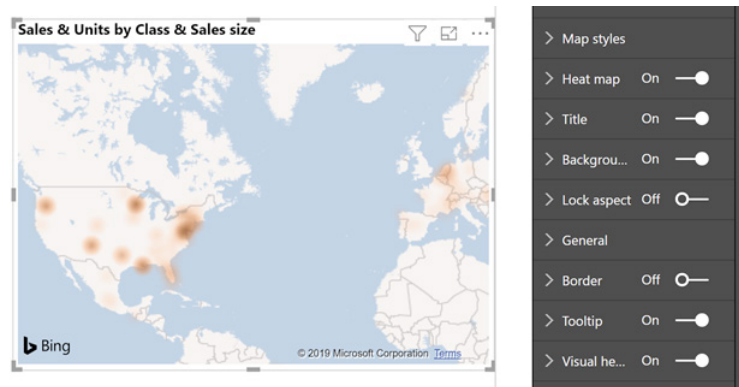 Sales & Units by Class & Sales size
Bing
© 2019 Microsoft Corporation Terms
Map styles
Heat map On
Title On
Backgrou... On
Lock aspect Off
General
Border Off
Tooltip On
Visual he... On